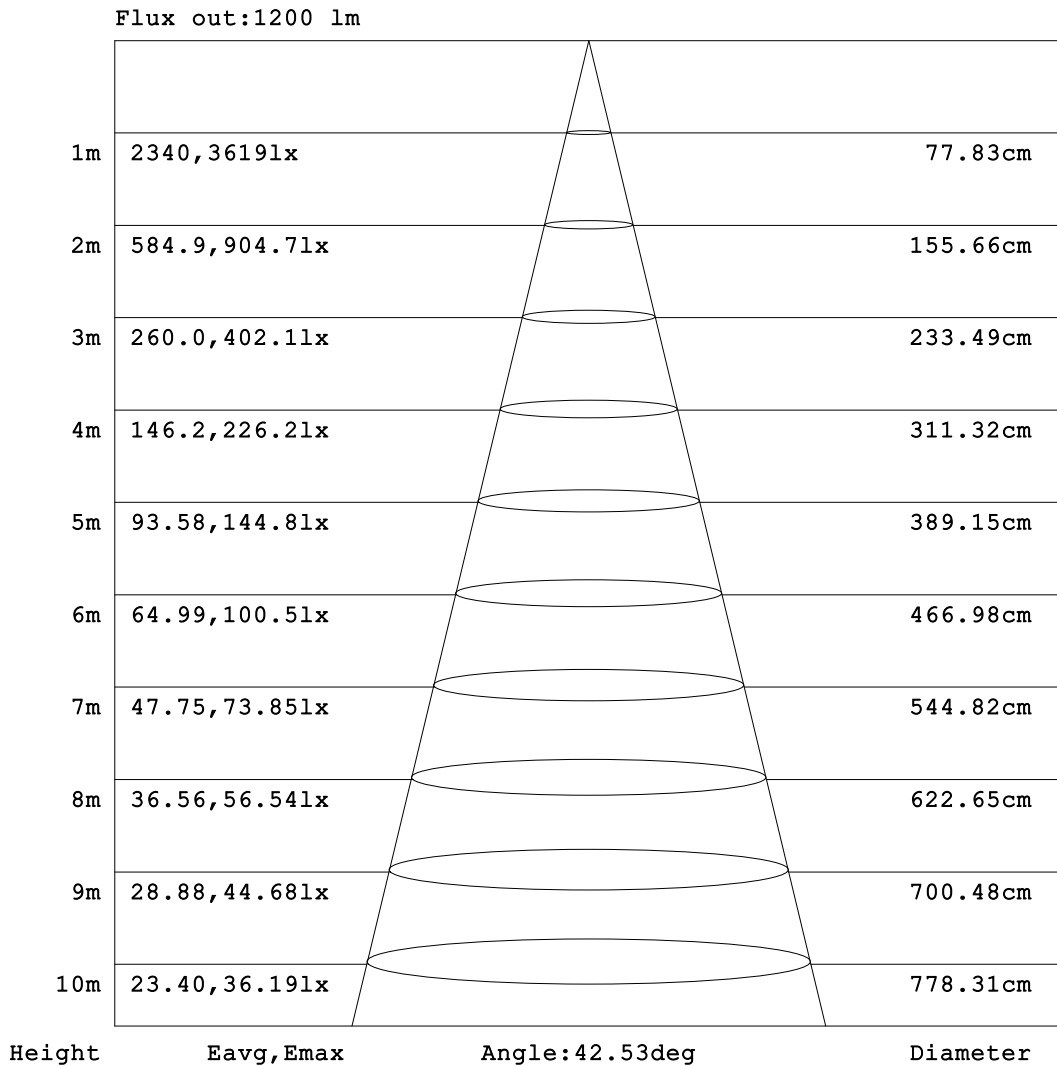 Flux out:1200 lm
1m 2340,3619lx 77.83cm
2m 584.9,904.7lx 155.66cm
3m 260.0,402.1lx 233.49cm
4m 146.2,226.2lx 311.32cm
5m 93.58,144.8lx 389.15cm
6m 64.99,100.5lx 466.98cm
7m 47.75,73.85lx 544.82cm
8m 36.56,56.54lx 622.65cm
9m 28.88,44.68lx 700.48cm
10m 23.40,36.19lx 778.31cm
Height Eavg,Emax Angle:42.53deg Diameter